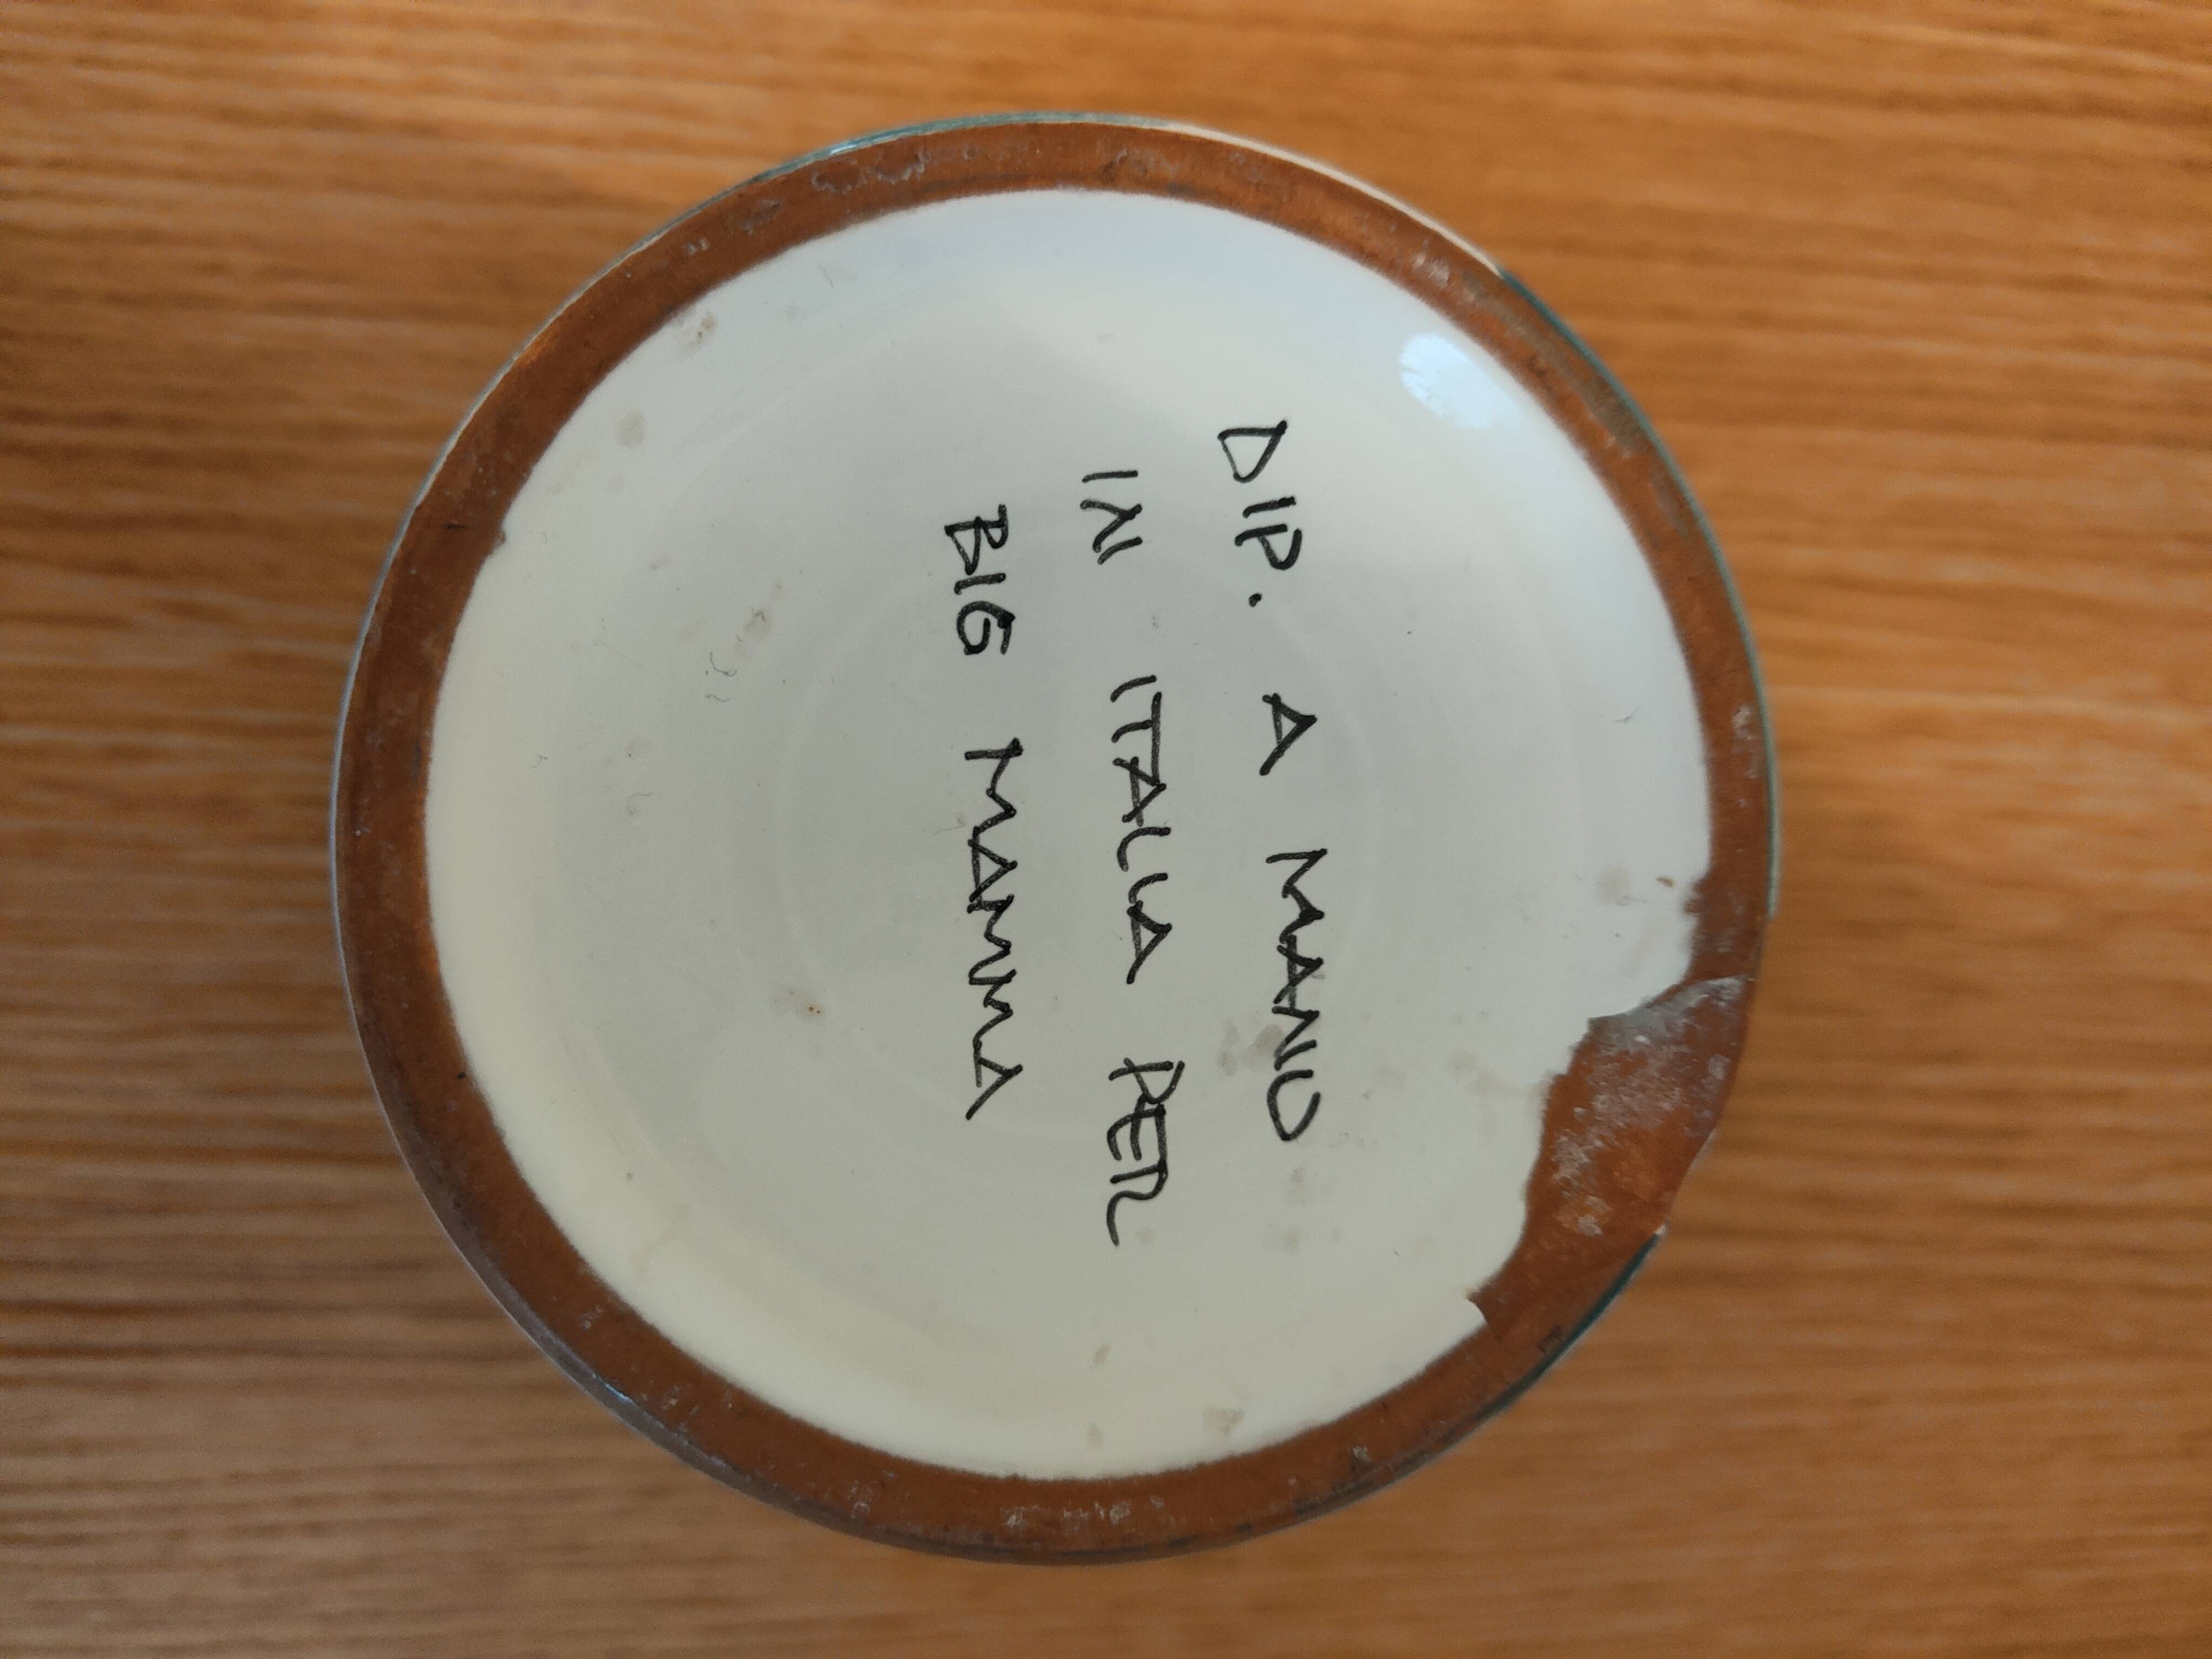 DIP. A MANO
IN ITALIA PER
BIG MAMMA